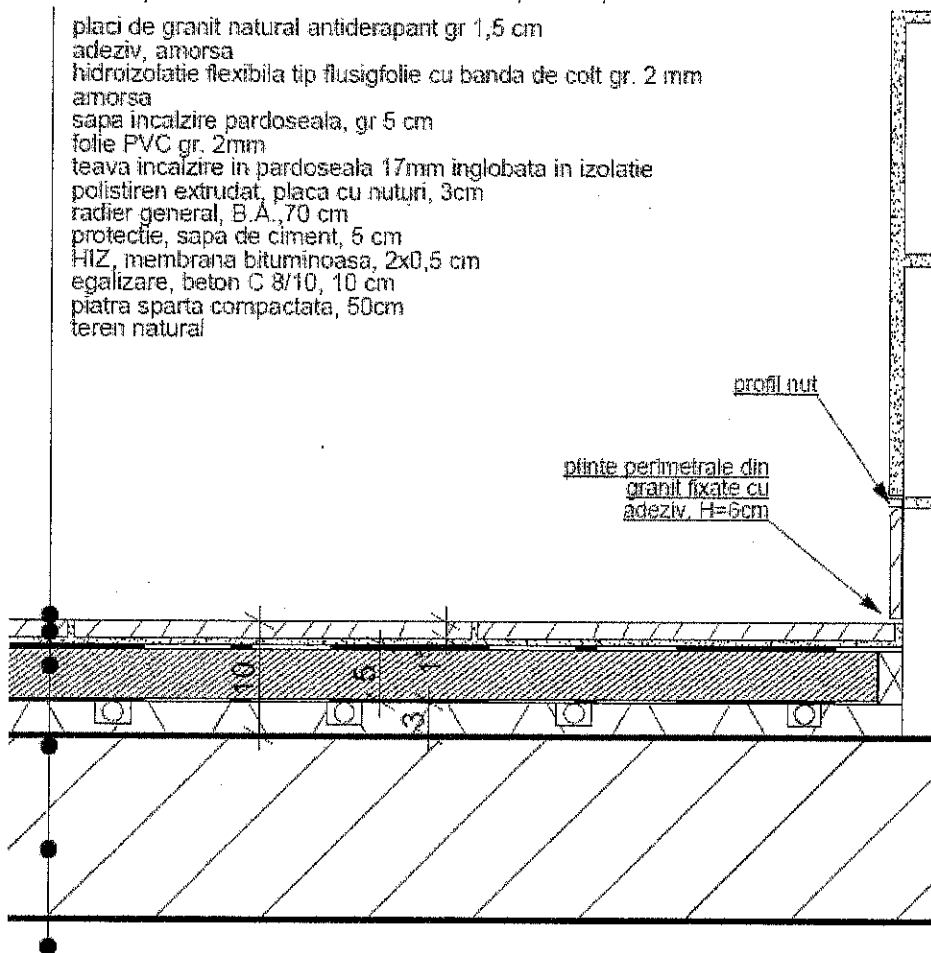 placi de granit natural antiderapant gr 1,5 cm
adeziv, amorsa
hidroizolatie flexibila tip flusigfolie cu banda de colt gr. 2 mm
amorsa
sapa incalzire pardoseala, gr 5 cm
folie PVC gr. 2mm
teava incalzire in pardoseala 17mm inglobata in izolatie
polistiren extrudat, placa cu nuturi, 3cm
radier general, B.A.,70 cm
protectie, sapa de ciment, 5 cm
HIZ, membrana bituminoasa, 2x0,5 cm
egalizare, beton C 8/10, 10 cm
piatra sparta compactata, 50cm
teren natural
profil nut
plinte perimetrale din
granit fixate cu
adeziv, H=6cm
10
5
1
3